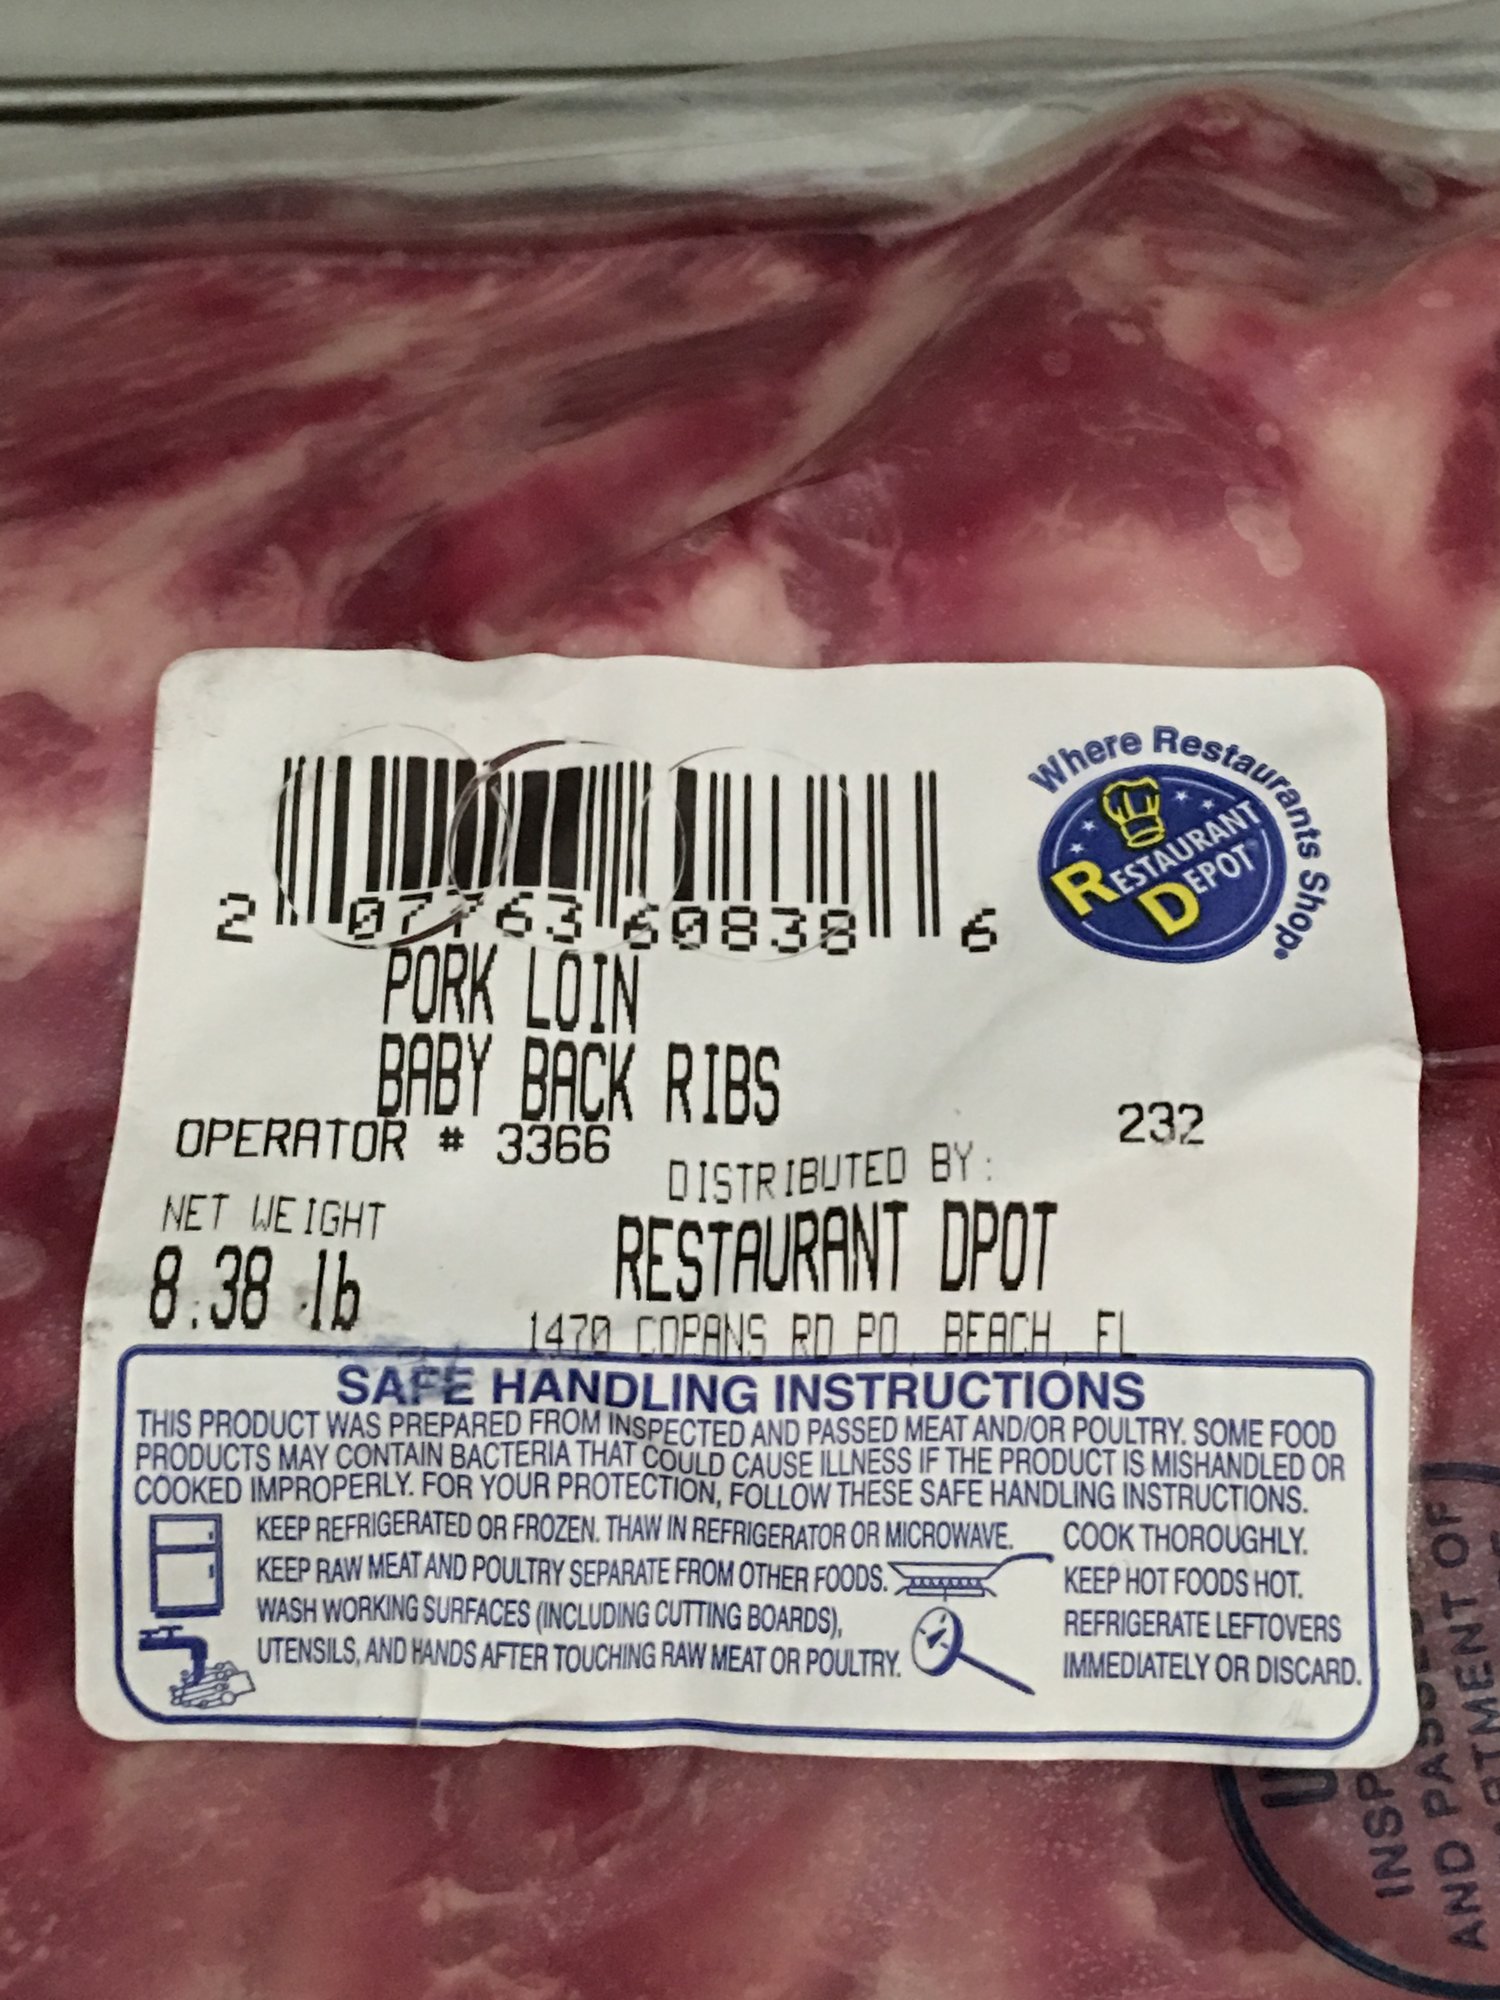 Where Restaurants Shop®
RESTAURANT
DEPOT
2 07763 60838 6
PORK LOIN
BABY BACK RIBS
OPERATOR # 3366
232
DISTRIBUTED BY:
NET WEIGHT
RESTAURANT DPOT
8.38 lb
1470 COPANS RD PO. BEACH, FL
SAFE HANDLING INSTRUCTIONS
THIS PRODUCT WAS PREPARED FROM INSPECTED AND PASSED MEAT AND/OR POULTRY. SOME FOOD
PRODUCTS MAY CONTAIN BACTERIA THAT COULD CAUSE ILLNESS IF THE PRODUCT IS MISHANDLED OR
COOKED IMPROPERLY. FOR YOUR PROTECTION, FOLLOW THESE SAFE HANDLING INSTRUCTIONS.
KEEP REFRIGERATED OR FROZEN. THAW IN REFRIGERATOR OR MICROWAVE.
KEEP RAW MEAT AND POULTRY SEPARATE FROM OTHER FOODS.
WASH WORKING SURFACES (INCLUDING CUTTING BOARDS),
UTENSILS, AND HANDS AFTER TOUCHING RAW MEAT OR POULTRY.
COOK THOROUGHLY.
KEEP HOT FOODS HOT.
REFRIGERATE LEFTOVERS
IMMEDIATELY OR DISCARD.
AND PASSED
OF